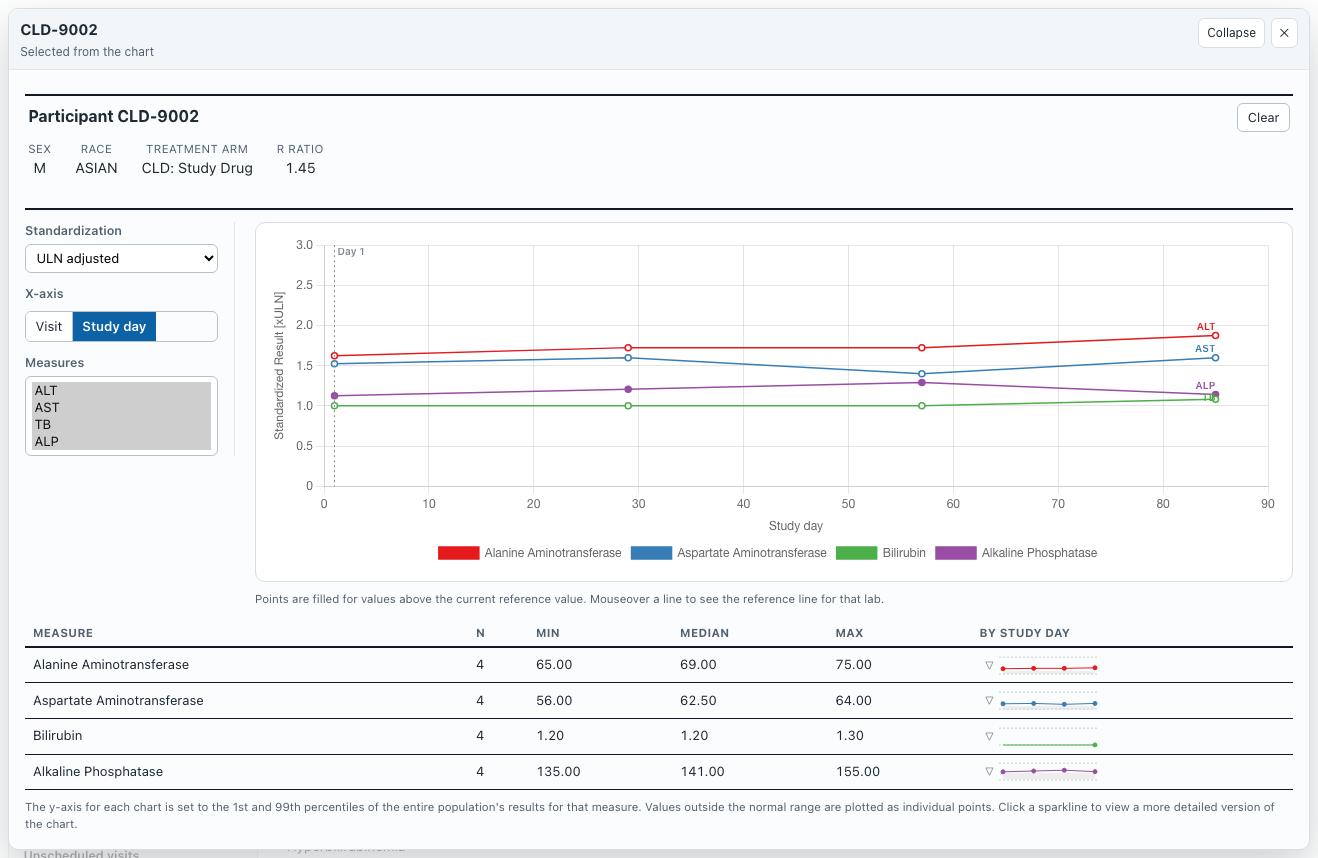 CLD-9002
Selected from the chart
Collapse
×
Participant CLD-9002
Clear
SEX RACE TREATMENT ARM R RATIO
M ASIAN CLD: Study Drug 1.45
Standardization
ULN adjusted
X-axis
Visit Study day
Measures
ALT
AST
TB
ALP
Standardized Result [xULN]
3.0
2.5
2.0
1.5
1.0
0.5
0
Day 1
ALT
AST
ALP
TB
0 10 20 30 40 50 60 70 80 90
Study day
Alanine Aminotransferase Aspartate Aminotransferase Bilirubin Alkaline Phosphatase
Points are filled for values above the current reference value. Mouseover a line to see the reference line for that lab.
MEASURE N MIN MEDIAN MAX BY STUDY DAY
Alanine Aminotransferase 4 65.00 69.00 75.00
Aspartate Aminotransferase 4 56.00 62.50 64.00
Bilirubin 4 1.20 1.20 1.30
Alkaline Phosphatase 4 135.00 141.00 155.00
The y-axis for each chart is set to the 1st and 99th percentiles of the entire population's results for that measure. Values outside the normal range are plotted as individual points. Click a sparkline to view a more detailed version of
the chart.
Unscheduled visits